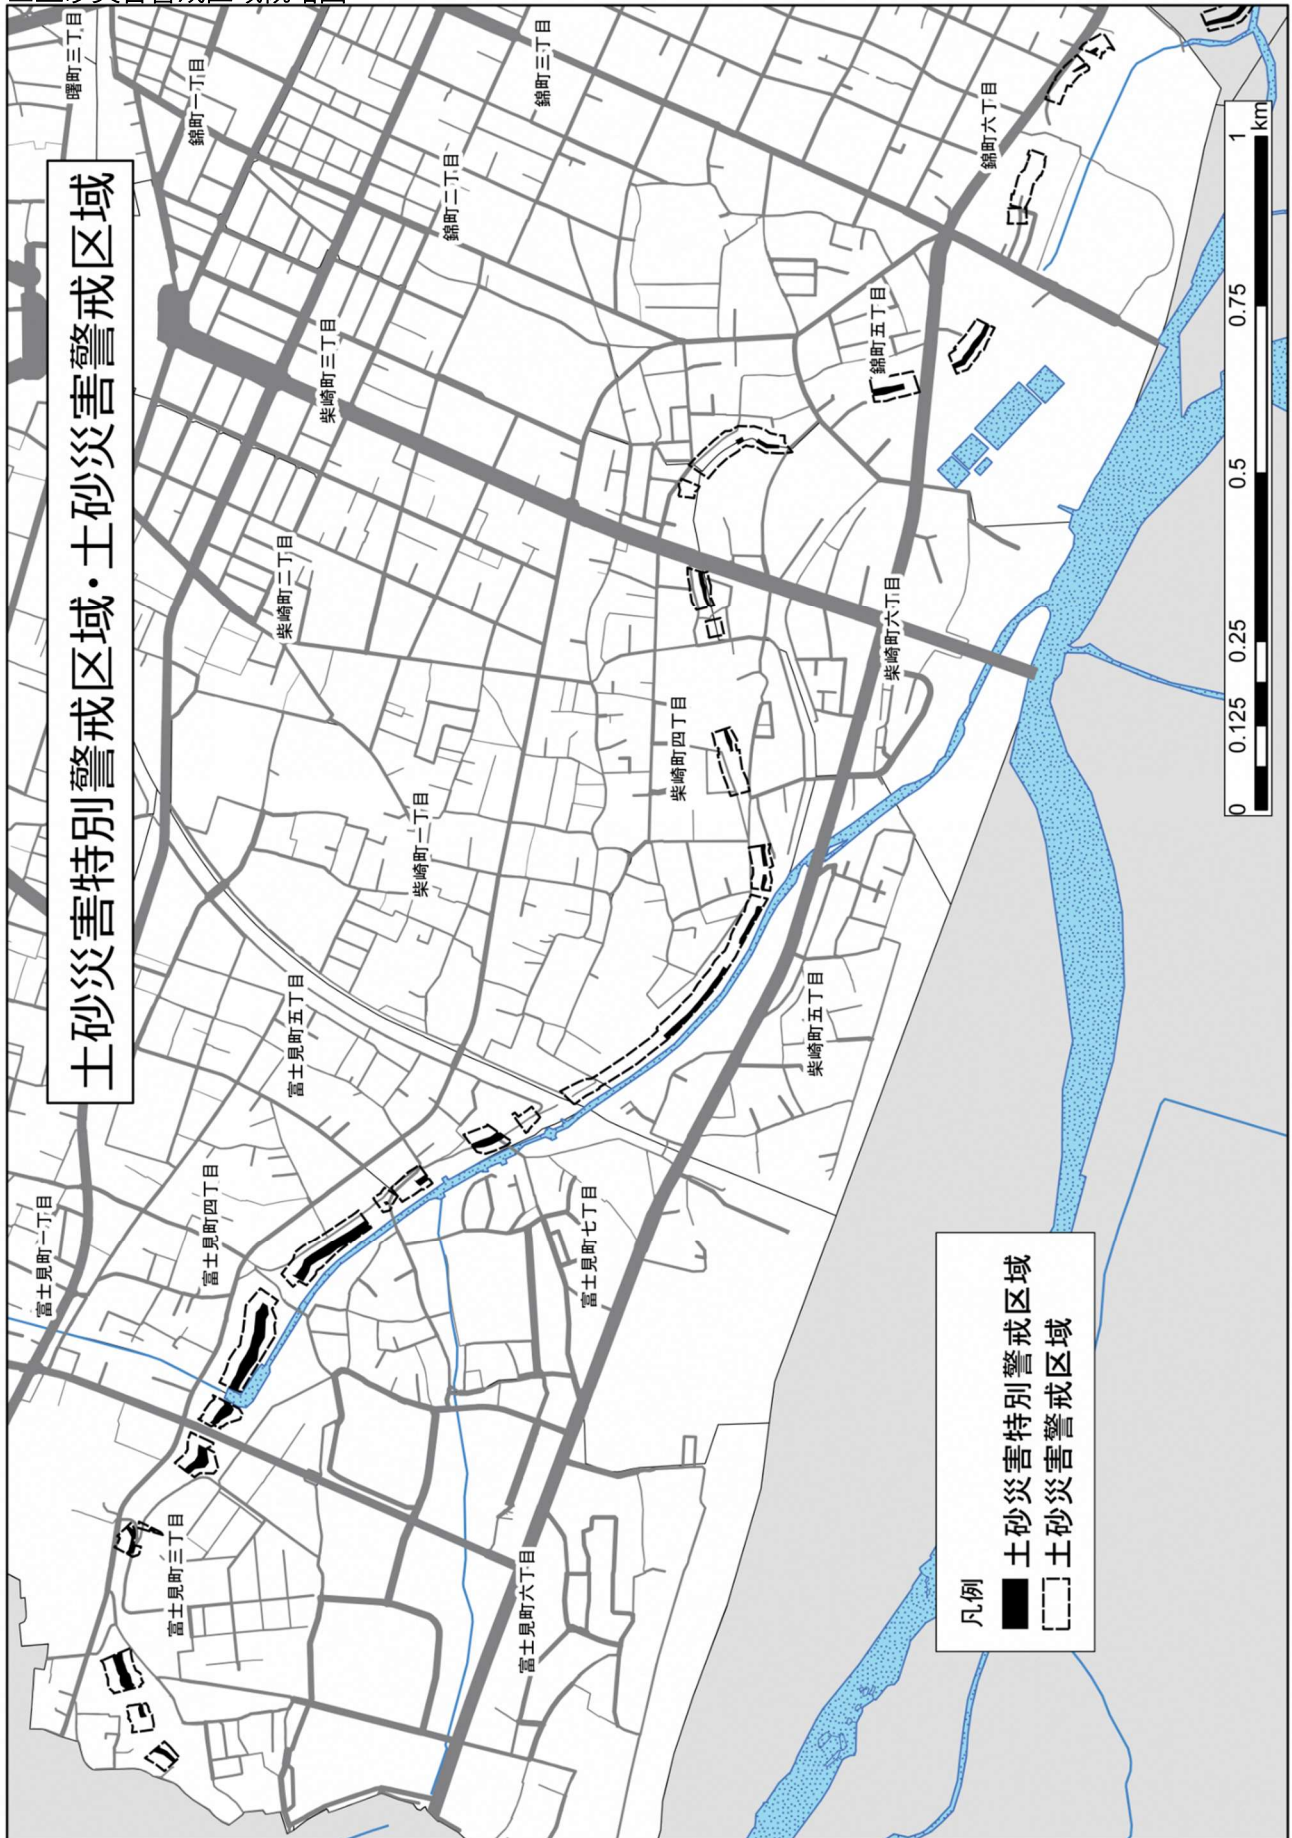 土砂災害特別警戒区域・土砂災害警戒区域
曙町三丁目
錦町一丁目
錦町三丁目
錦町二丁目
錦町六丁目
柴崎町三丁目
錦町五丁目
柴崎町二丁目
柴崎町六丁目
柴崎町四丁目
柴崎町一丁目
富士見町五丁目
柴崎町五丁目
富士見町一丁目
富士見町四丁目
富士見町七丁目
富士見町三丁目
富士見町六丁目
凡例
土砂災害特別警戒区域
土砂災害警戒区域
0 0.125 0.25 0.5 0.75 1
km